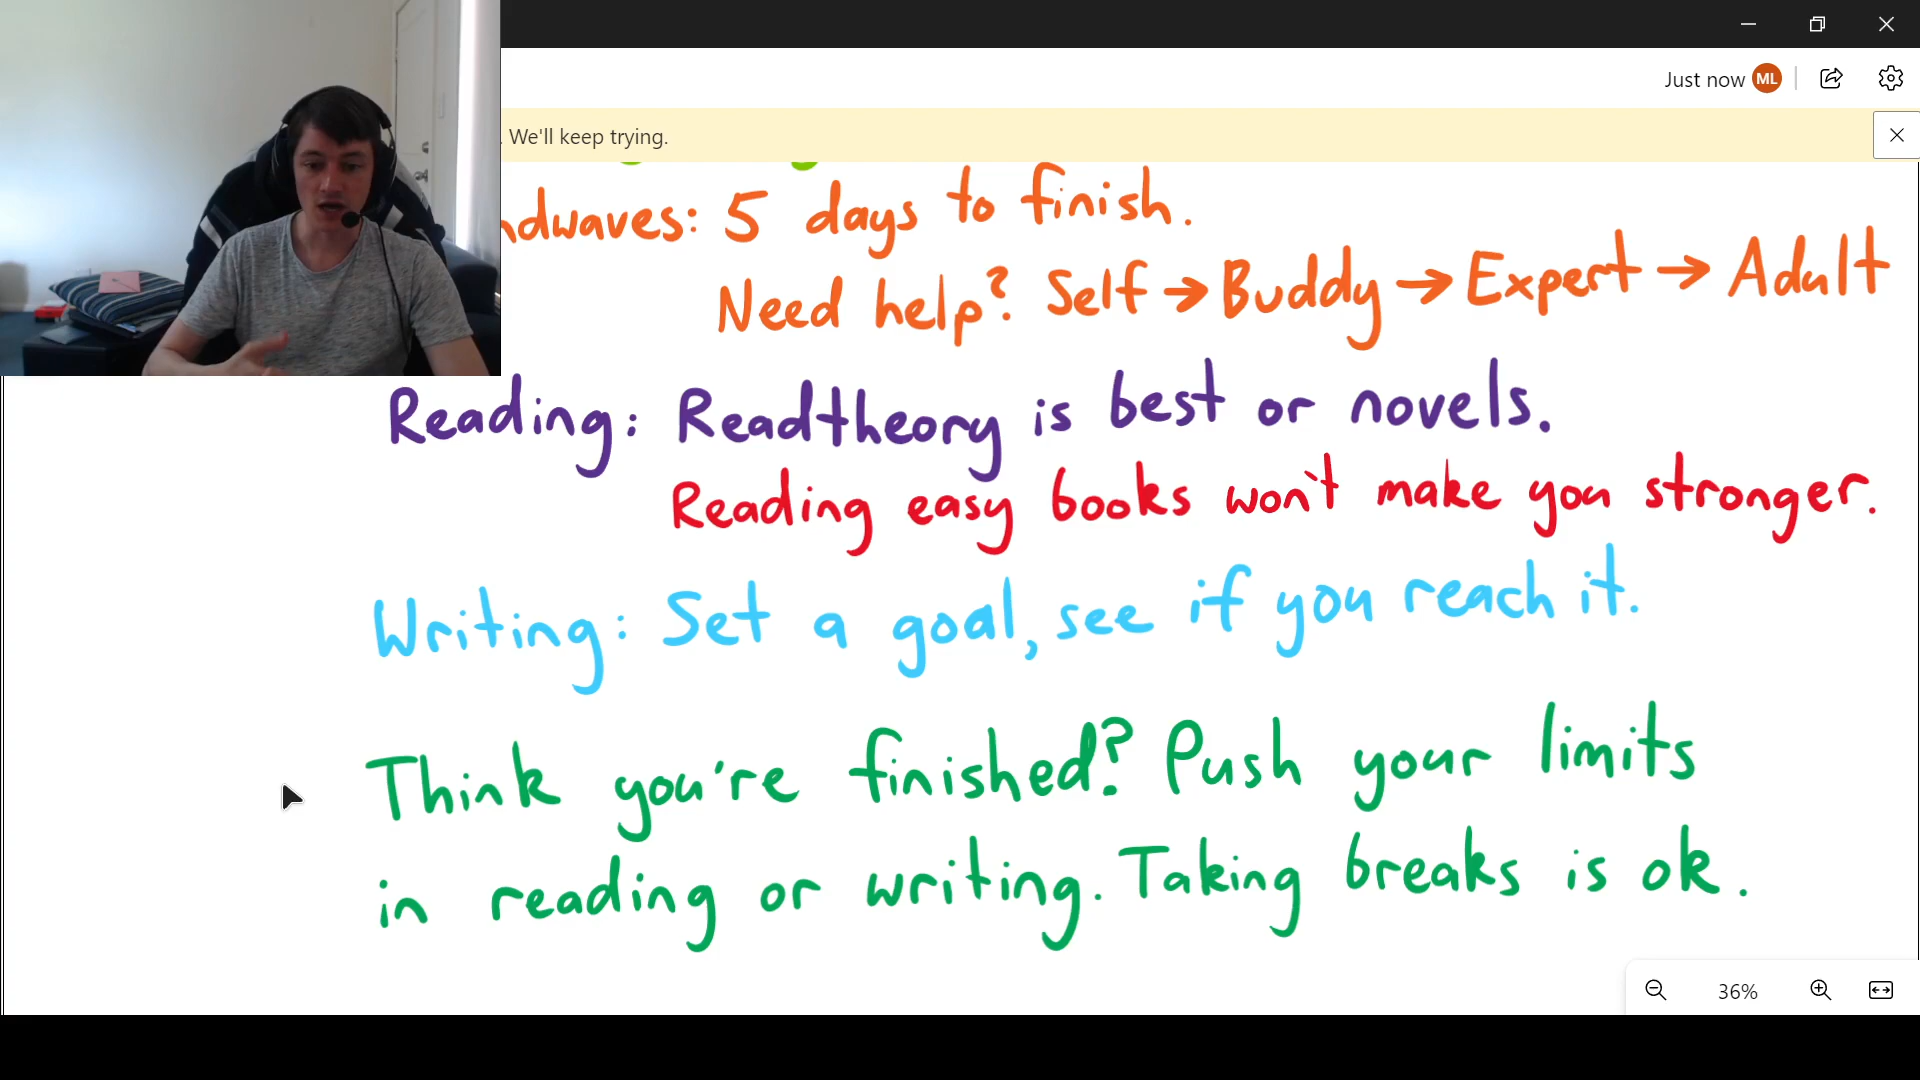 Just now ML
. We'll keep trying.
5 days to finish.
Need help? Self → Buddy → Expert → Adult
Reading: Readtheory is best or novels.
Reading easy books won't make you stronger.
Writing: Set a goal, see if you reach it.
Think you're finished? Push your limits
in reading or writing. Taking breaks is ok.
36%